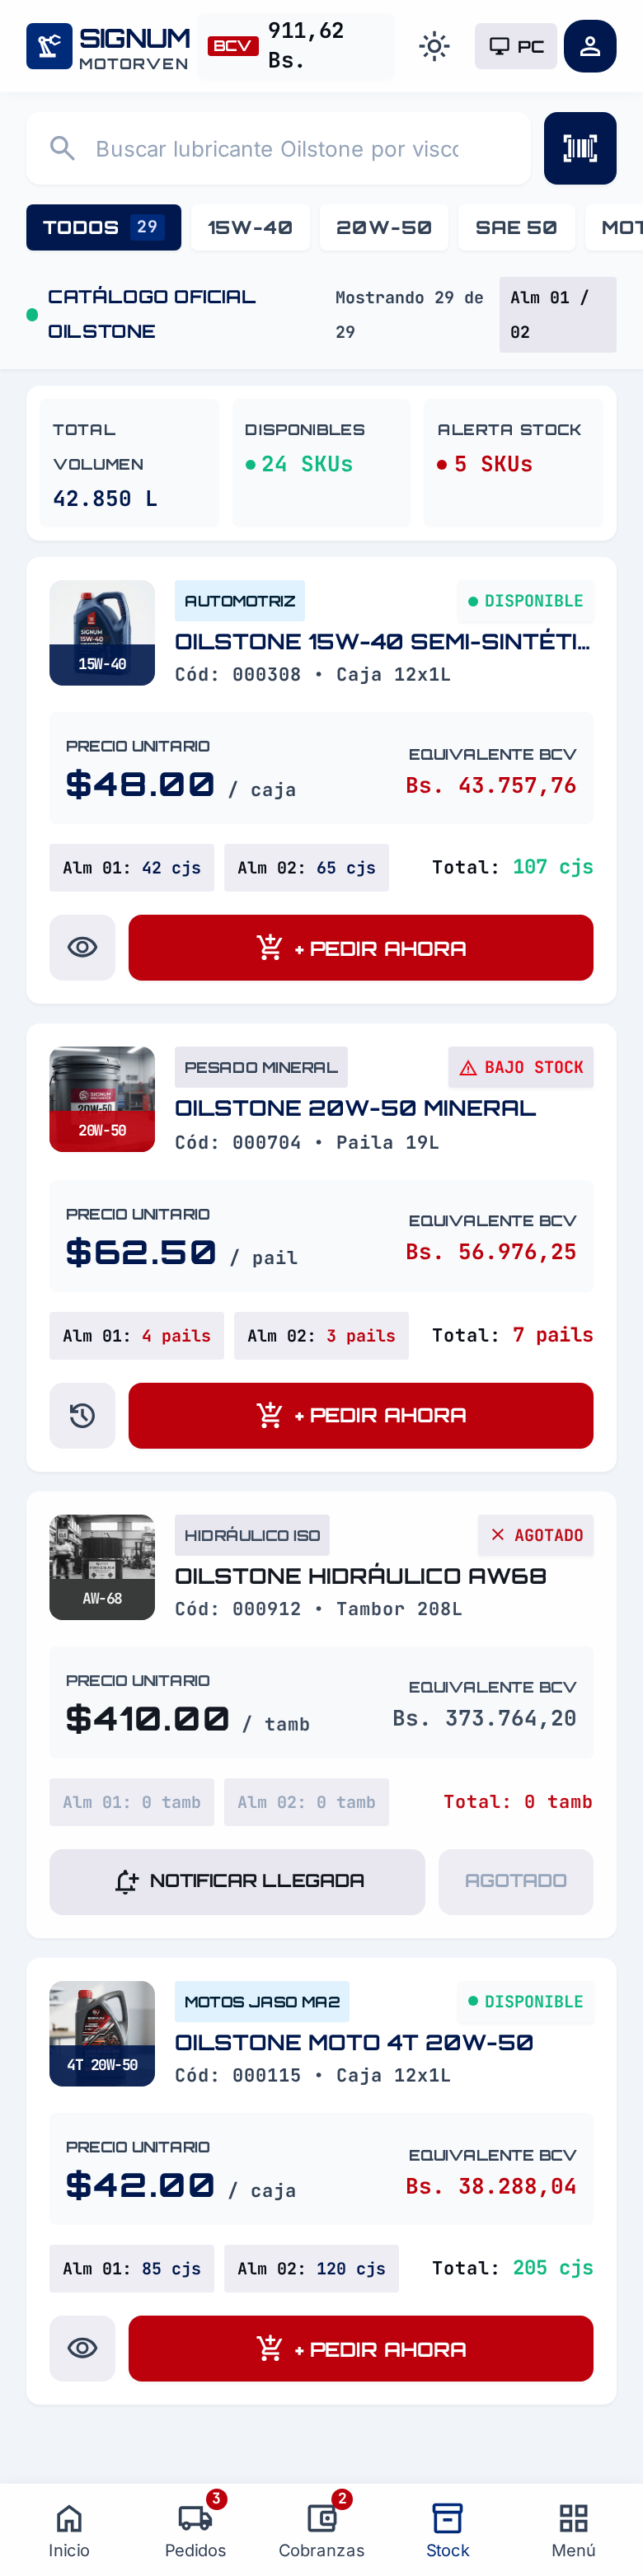 SIGNUM
MOTORVEN
BCV
911,62
Bs.
PC
Buscar lubricante Oilstone por visco
TODOS 29
15W-40
20W-50
SAE 50
MOT
CATÁLOGO OFICIAL
OILSTONE
Mostrando 29 de
29
Alm 01 /
02
TOTAL
VOLUMEN
42.850 L
DISPONIBLES
24 SKUs
ALERTA STOCK
5 SKUs
SIGNUM
15W-40
15W-40
AUTOMOTRIZ
DISPONIBLE
OILSTONE 15W-40 SEMI-SINTÉTI...
Cód: 000308 • Caja 12x1L
PRECIO UNITARIO
$48.00 / caja
EQUIVALENTE BCV
Bs. 43.757,76
Alm 01: 42 cjs
Alm 02: 65 cjs
Total: 107 cjs
+ PEDIR AHORA
SIGNUM
20W-50
20W-50
PESADO MINERAL
BAJO STOCK
OILSTONE 20W-50 MINERAL
Cód: 000704 • Paila 19L
PRECIO UNITARIO
$62.50 / pail
EQUIVALENTE BCV
Bs. 56.976,25
Alm 01: 4 pails
Alm 02: 3 pails
Total: 7 pails
+ PEDIR AHORA
AW-68
HIDRÁULICO ISO
AGOTADO
OILSTONE HIDRÁULICO AW68
Cód: 000912 • Tambor 208L
PRECIO UNITARIO
$410.00 / tamb
EQUIVALENTE BCV
Bs. 373.764,20
Alm 01: 0 tamb
Alm 02: 0 tamb
Total: 0 tamb
NOTIFICAR LLEGADA
AGOTADO
4T 20W-50
MOTOS JASO MA2
DISPONIBLE
OILSTONE MOTO 4T 20W-50
Cód: 000115 • Caja 12x1L
PRECIO UNITARIO
$42.00 / caja
EQUIVALENTE BCV
Bs. 38.288,04
Alm 01: 85 cjs
Alm 02: 120 cjs
Total: 205 cjs
+ PEDIR AHORA
Inicio
3
Pedidos
2
Cobranzas
Stock
Menú